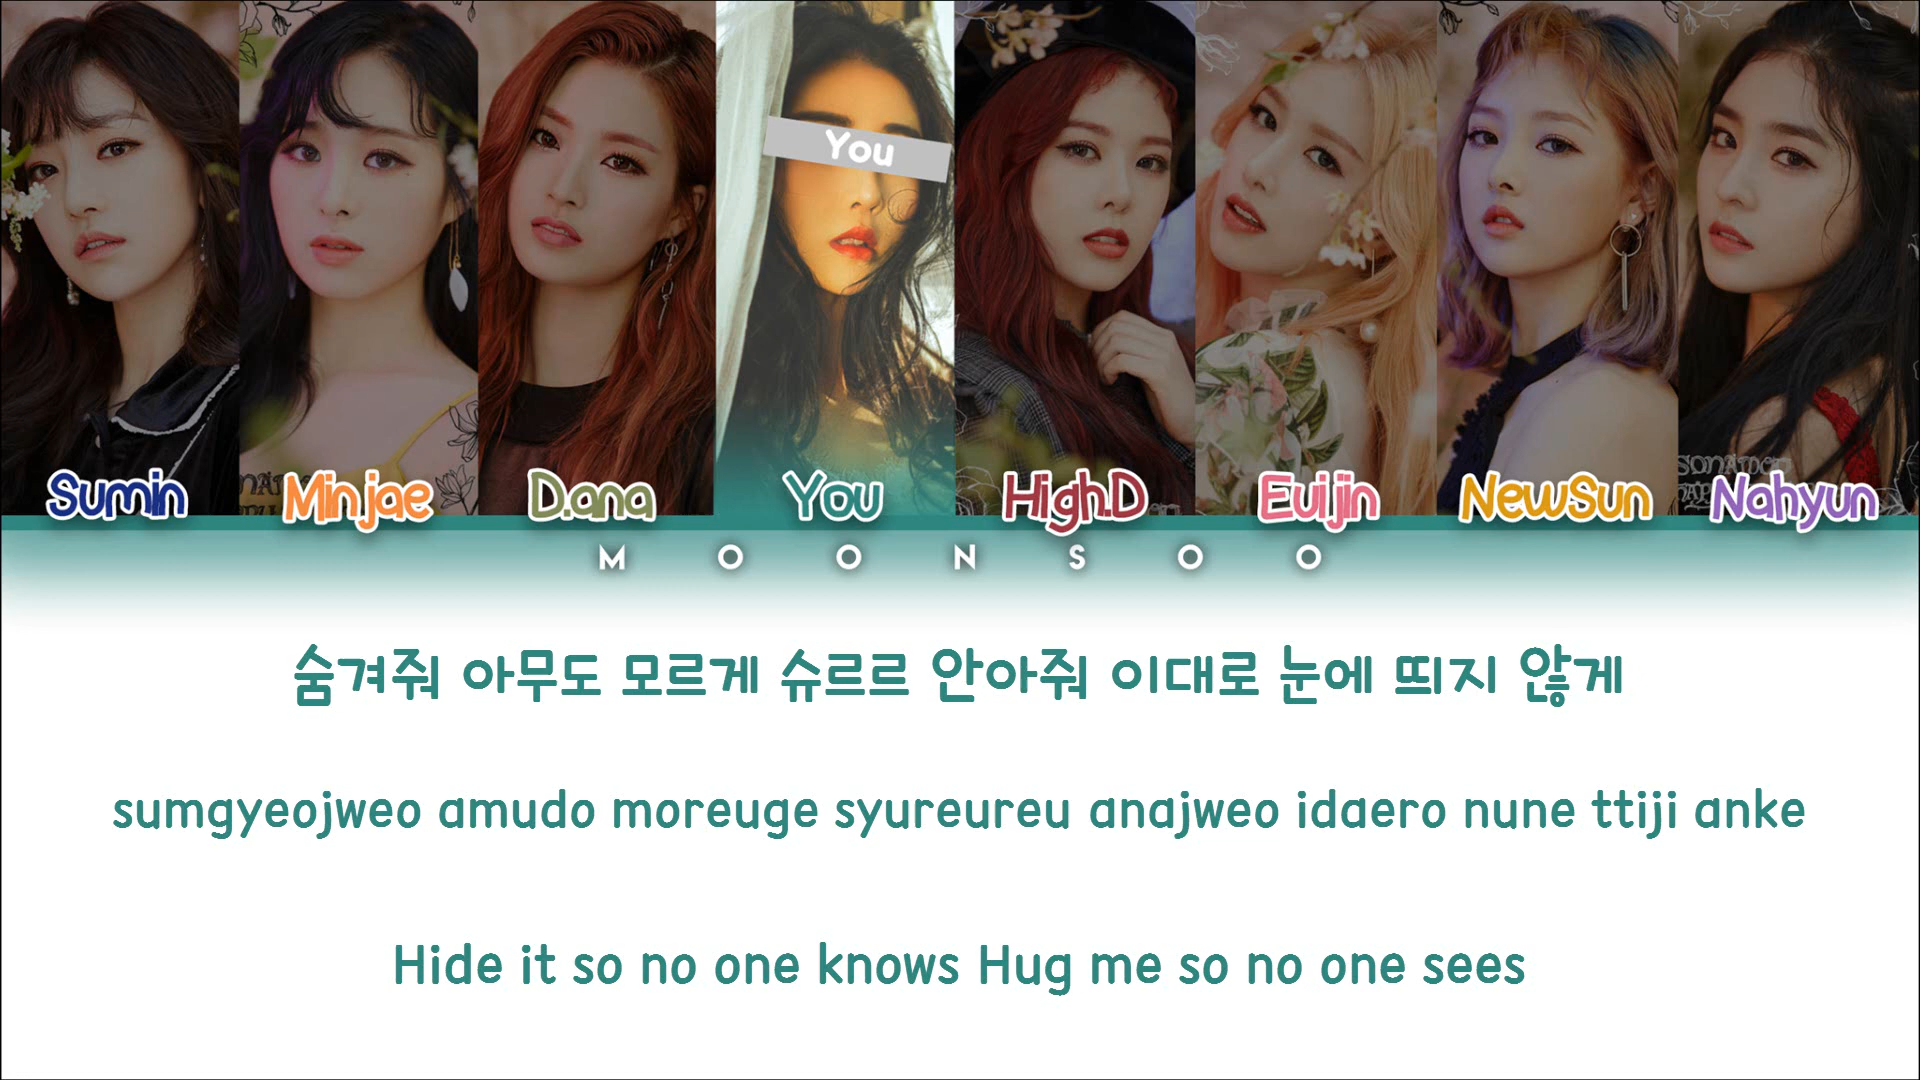 You
Sumin Minjae D.ana You High.D Euijin NewSun Nahyun
MOONSOO
숨겨줘 아무도 모르게 슈르르 안아줘 이대로 눈에 띄지 않게
sumgyeojweo amudo moreuge syureureu anajweo idaero nune ttiji anke
Hide it so no one knows Hug me so no one sees